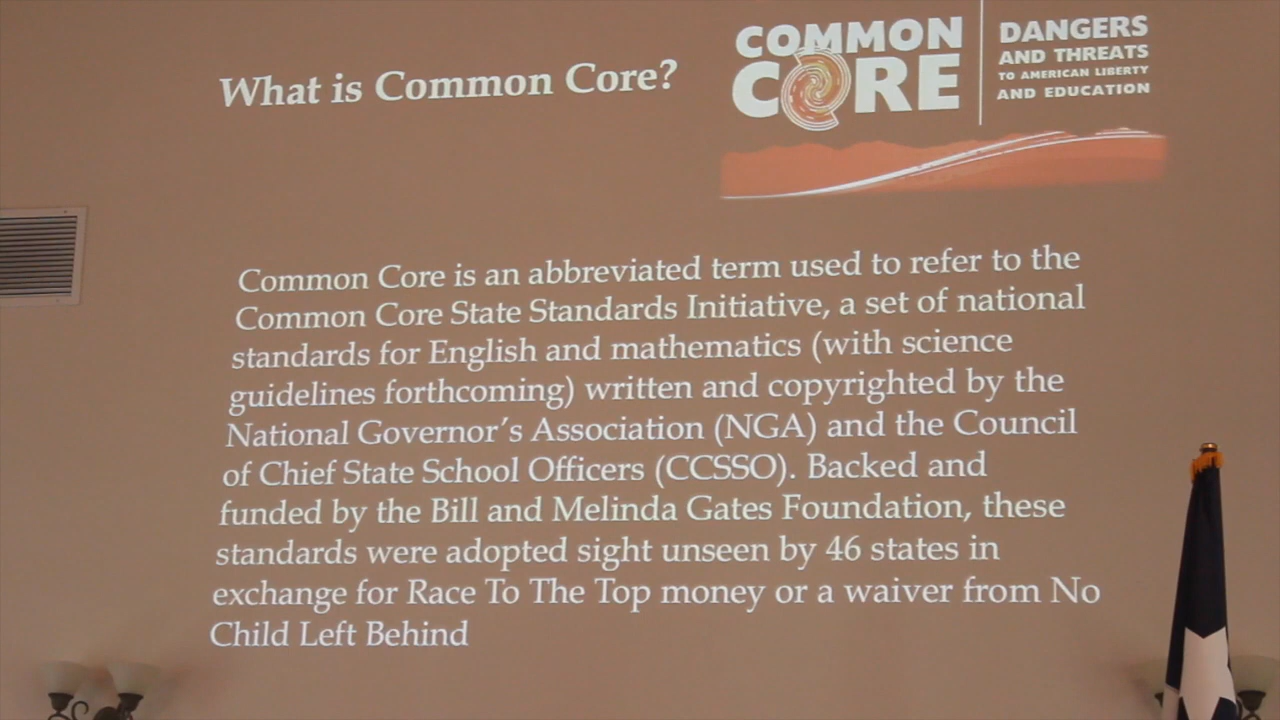 What is Common Core?
COMMON
CORE
DANGERS
AND THREATS
TO AMERICAN LIBERTY
AND EDUCATION
Common Core is an abbreviated term used to refer to the
Common Core State Standards Initiative, a set of national
standards for English and mathematics (with science
guidelines forthcoming) written and copyrighted by the
National Governor's Association (NGA) and the Council
of Chief State School Officers (CCSSO). Backed and
funded by the Bill and Melinda Gates Foundation, these
standards were adopted sight unseen by 46 states in
exchange for Race To The Top money or a waiver from No
Child Left Behind